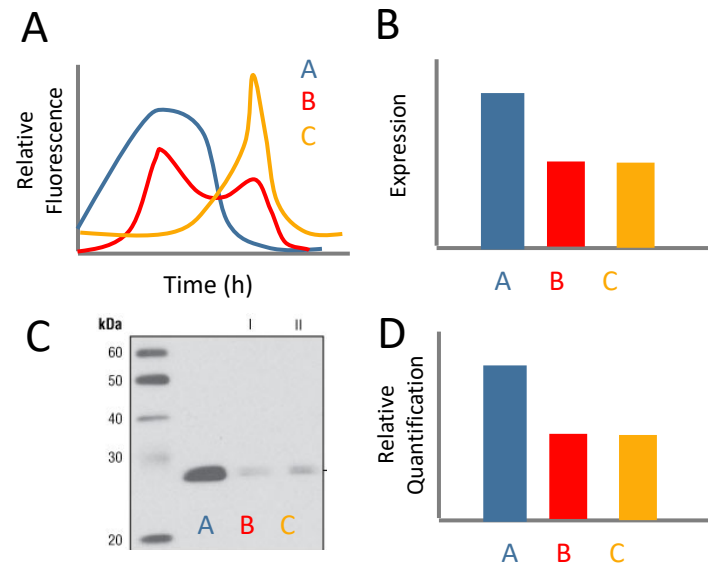 A
A
B
C
Relative
Fluorescence
Time (h)
B
Expression
A B C
C
kDa I II
60
50
40
30
20
A B C
D
Relative
Quantification
A B C